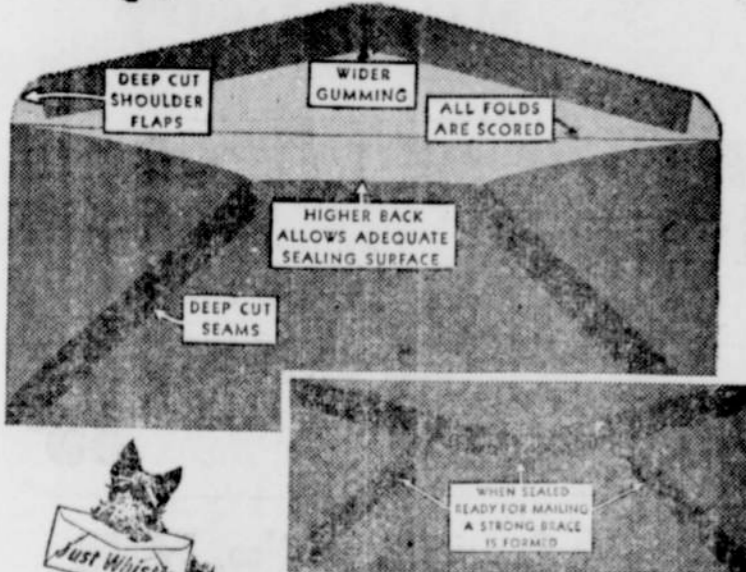 DEEP CUT
SHOULDER
FLAPS
WIDER
GUMMING
ALL FOLDS
ARE SCORED
HIGHER BACK
ALLOWS ADEQUATE
SEALING SURFACE
DEEP CUT
SEAMS
WHEN SEALED
READY FOR MAILING
A STRONG BRACE
IS FORMED
Just